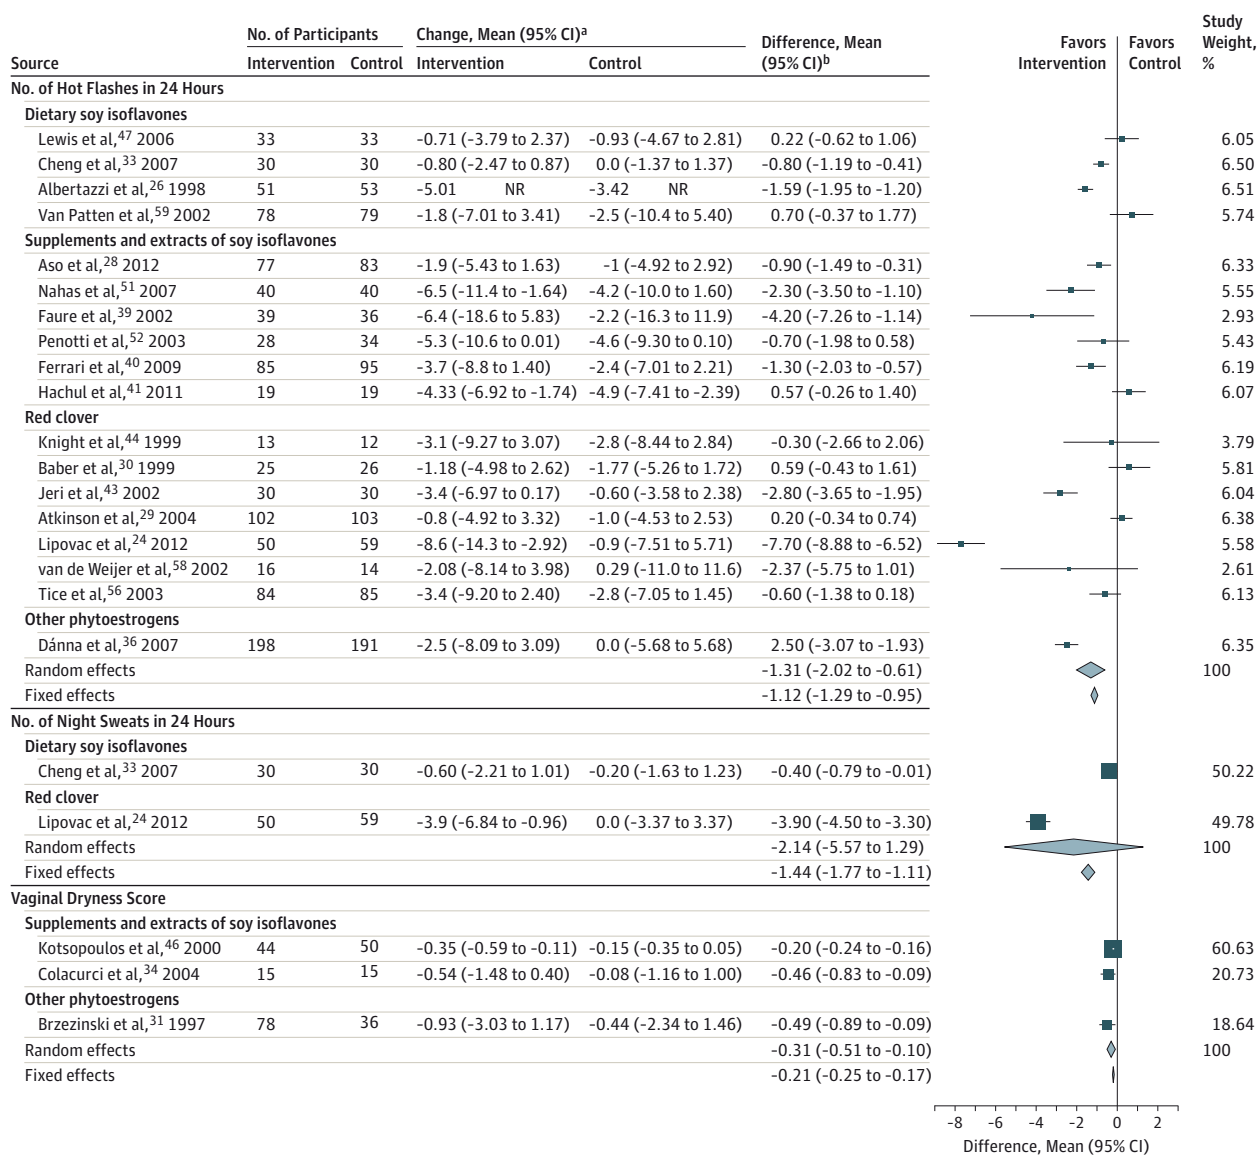 No. of Participants Change, Mean (95% CI)a Difference, Mean (95% CI)b Favors Intervention Favors Control Study Weight, %
Source Intervention Control Intervention Control
No. of Hot Flashes in 24 Hours
Dietary soy isoflavones
Lewis et al,47 2006 33 33 -0.71 (-3.79 to 2.37) -0.93 (-4.67 to 2.81) 0.22 (-0.62 to 1.06) 6.05
Cheng et al,33 2007 30 30 -0.80 (-2.47 to 0.87) 0.0 (-1.37 to 1.37) -0.80 (-1.19 to -0.41) 6.50
Albertazzi et al,26 1998 51 53 -5.01 NR -3.42 NR -1.59 (-1.95 to -1.20) 6.51
Van Patten et al,59 2002 78 79 -1.8 (-7.01 to 3.41) -2.5 (-10.4 to 5.40) 0.70 (-0.37 to 1.77) 5.74
Supplements and extracts of soy isoflavones
Aso et al,28 2012 77 83 -1.9 (-5.43 to 1.63) -1 (-4.92 to 2.92) -0.90 (-1.49 to -0.31) 6.33
Nahas et al,51 2007 40 40 -6.5 (-11.4 to -1.64) -4.2 (-10.0 to 1.60) -2.30 (-3.50 to -1.10) 5.55
Faure et al,39 2002 39 36 -6.4 (-18.6 to 5.83) -2.2 (-16.3 to 11.9) -4.20 (-7.26 to -1.14) 2.93
Penotti et al,52 2003 28 34 -5.3 (-10.6 to 0.01) -4.6 (-9.30 to 0.10) -0.70 (-1.98 to 0.58) 5.43
Ferrari et al,40 2009 85 95 -3.7 (-8.8 to 1.40) -2.4 (-7.01 to 2.21) -1.30 (-2.03 to -0.57) 6.19
Hachul et al,41 2011 19 19 -4.33 (-6.92 to -1.74) -4.9 (-7.41 to -2.39) 0.57 (-0.26 to 1.40) 6.07
Red clover
Knight et al,44 1999 13 12 -3.1 (-9.27 to 3.07) -2.8 (-8.44 to 2.84) -0.30 (-2.66 to 2.06) 3.79
Baber et al,30 1999 25 26 -1.18 (-4.98 to 2.62) -1.77 (-5.26 to 1.72) 0.59 (-0.43 to 1.61) 5.81
Jeri et al,43 2002 30 30 -3.4 (-6.97 to 0.17) -0.60 (-3.58 to 2.38) -2.80 (-3.65 to -1.95) 6.04
Atkinson et al,29 2004 102 103 -0.8 (-4.92 to 3.32) -1.0 (-4.53 to 2.53) 0.20 (-0.34 to 0.74) 6.38
Lipovac et al,24 2012 50 59 -8.6 (-14.3 to -2.92) -0.9 (-7.51 to 5.71) -7.70 (-8.88 to -6.52) 5.58
van de Weijer et al,58 2002 16 14 -2.08 (-8.14 to 3.98) 0.29 (-11.0 to 11.6) -2.37 (-5.75 to 1.01) 2.61
Tice et al,56 2003 84 85 -3.4 (-9.20 to 2.40) -2.8 (-7.05 to 1.45) -0.60 (-1.38 to 0.18) 6.13
Other phytoestrogens
Dánna et al,36 2007 198 191 -2.5 (-8.09 to 3.09) 0.0 (-5.68 to 5.68) 2.50 (-3.07 to -1.93) 6.35
Random effects -1.31 (-2.02 to -0.61) 100
Fixed effects -1.12 (-1.29 to -0.95)
No. of Night Sweats in 24 Hours
Dietary soy isoflavones
Cheng et al,33 2007 30 30 -0.60 (-2.21 to 1.01) -0.20 (-1.63 to 1.23) -0.40 (-0.79 to -0.01) 50.22
Red clover
Lipovac et al,24 2012 50 59 -3.9 (-6.84 to -0.96) 0.0 (-3.37 to 3.37) -3.90 (-4.50 to -3.30) 49.78
Random effects -2.14 (-5.57 to 1.29) 100
Fixed effects -1.44 (-1.77 to -1.11)
Vaginal Dryness Score
Supplements and extracts of soy isoflavones
Kotsopoulos et al,46 2000 44 50 -0.35 (-0.59 to -0.11) -0.15 (-0.35 to 0.05) -0.20 (-0.24 to -0.16) 60.63
Colacurci et al,34 2004 15 15 -0.54 (-1.48 to 0.40) -0.08 (-1.16 to 1.00) -0.46 (-0.83 to -0.09) 20.73
Other phytoestrogens
Brzezinski et al,31 1997 78 36 -0.93 (-3.03 to 1.17) -0.44 (-2.34 to 1.46) -0.49 (-0.89 to -0.09) 18.64
Random effects -0.31 (-0.51 to -0.10) 100
Fixed effects -0.21 (-0.25 to -0.17)
-8 -6 -4 -2 0 2
Difference, Mean (95% CI)